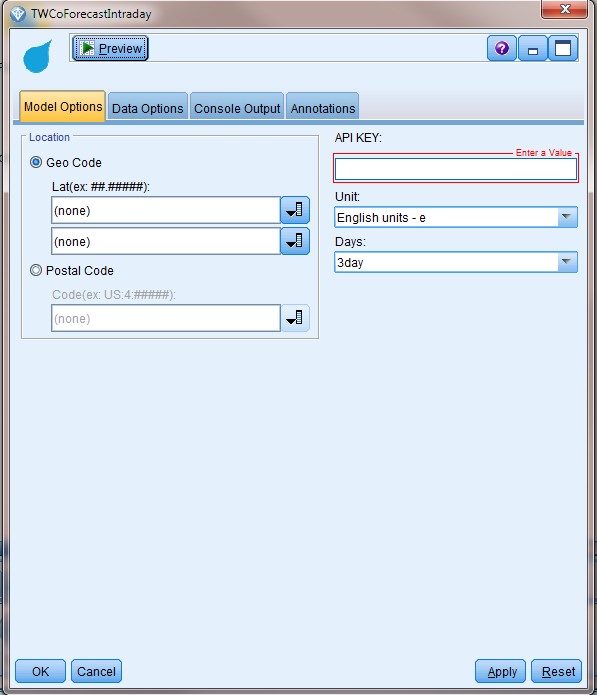 TWCoForecastIntraday
Preview
Model Options Data Options Console Output Annotations
Location
Geo Code
Lat(ex: ##.#####):
(none)
(none)
Postal Code
Code(ex: US:4:#####):
(none)
API KEY:
Enter a Value
Unit:
English units - e
Days:
3day
OK Cancel Apply Reset